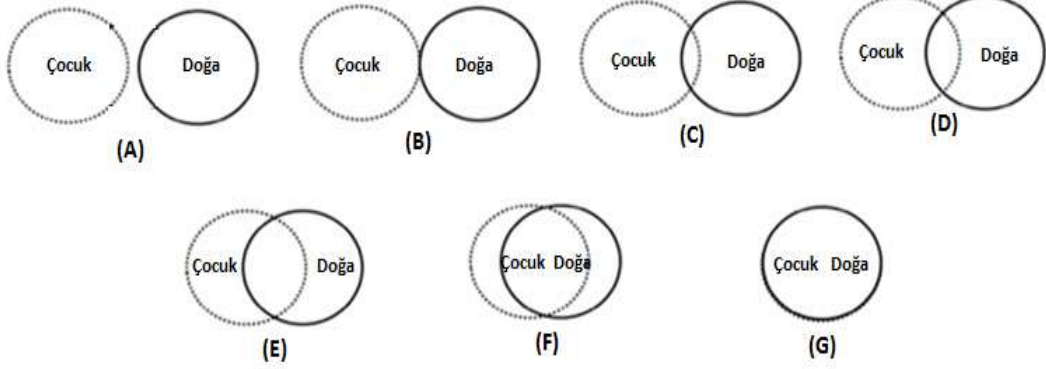 Çocuk Doğa Çocuk Doğa Çocuk Doğa Çocuk Doğa
(A) (B) (C) (D)
Çocuk Doğa Çocuk Doğa Çocuk Doğa
(E) (F) (G)